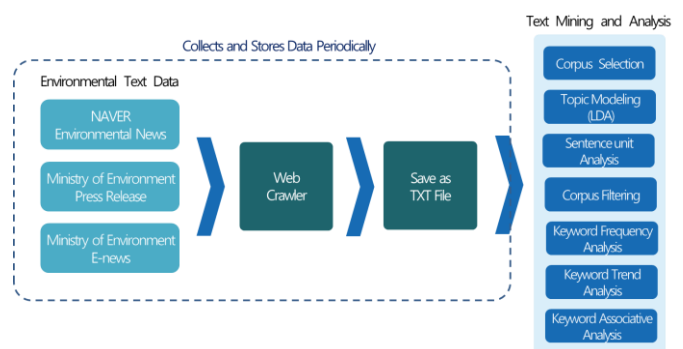 Text Mining and Analysis
Collects and Stores Data Periodically
Environmental Text Data
NAVER
Environmental News
Ministry of Environment
Press Release
Ministry of Environment
E-news
Web
Crawler
Save as
TXT File
Corpus Selection
Topic Modeling
(LDA)
Sentence unit
Analysis
Corpus Filtering
Keyword Frequency
Analysis
Keyword Trend
Analysis
Keyword Associative
Analysis